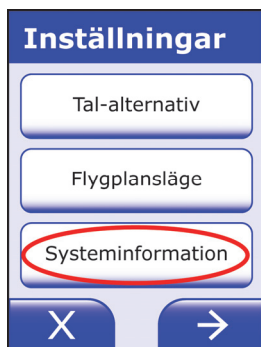 Inställningar
Tal-alternativ
Flygplansläge
Systeminformation
X →